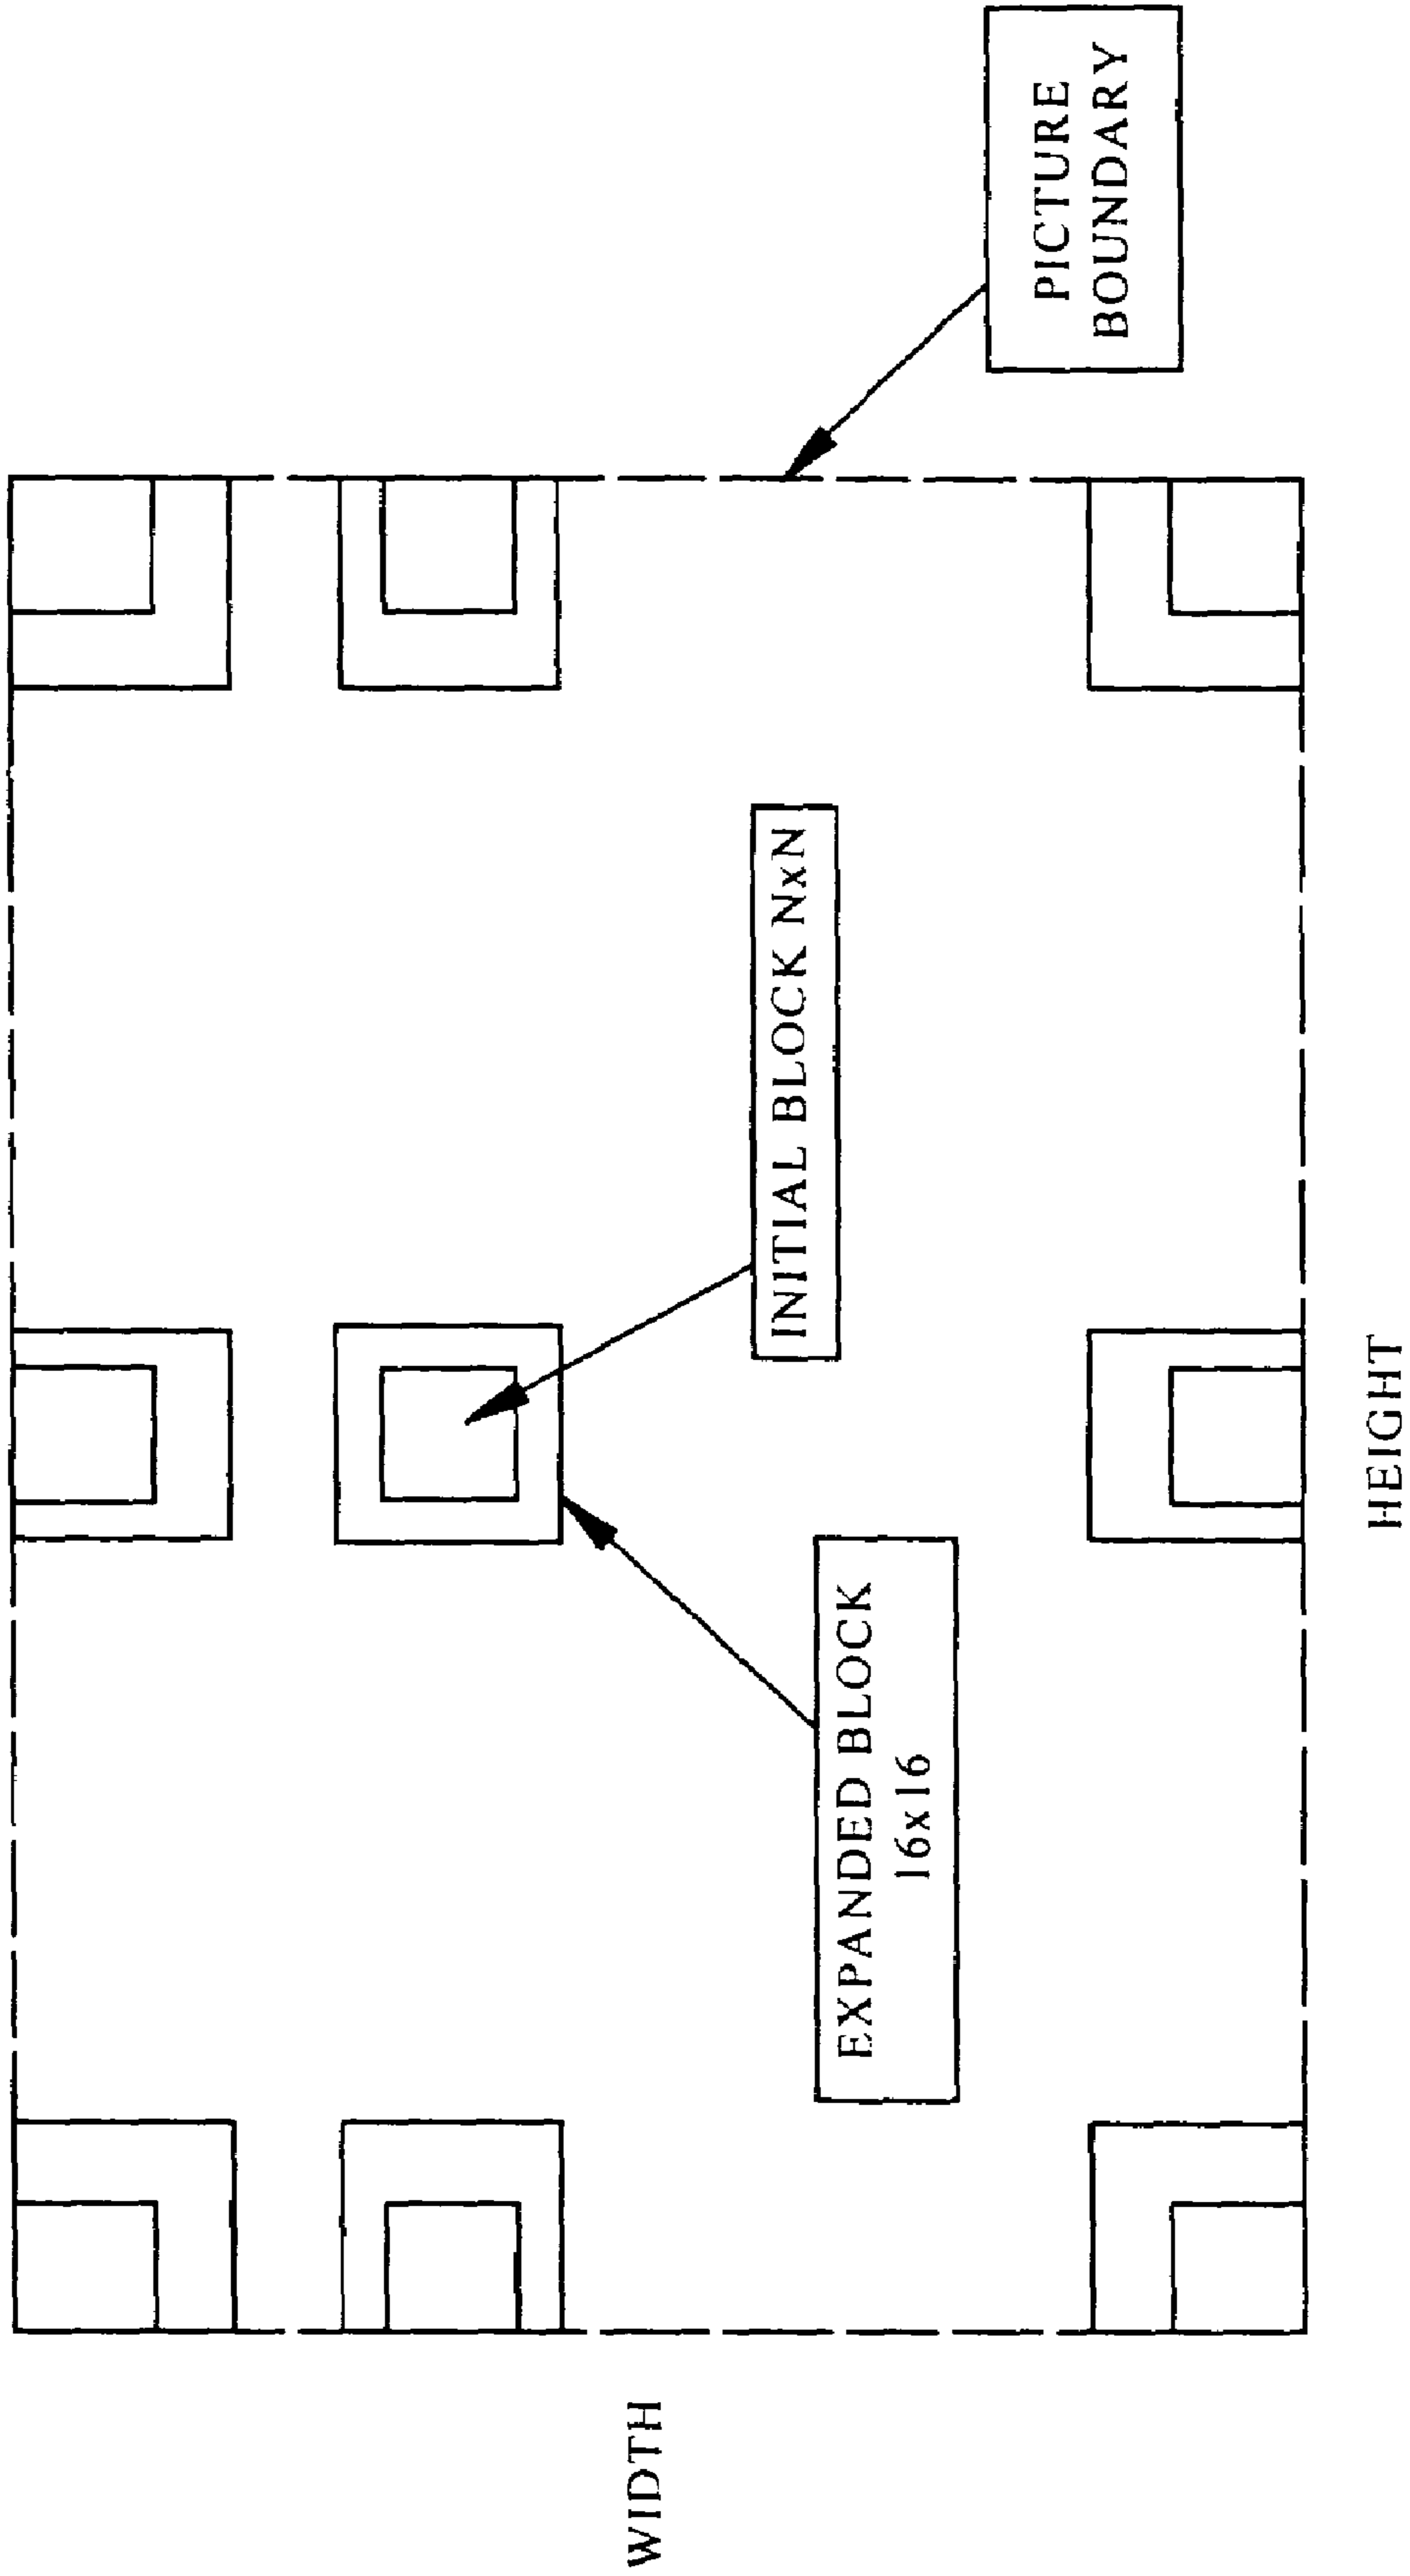 WIDTH
EXPANDED BLOCK
16x16
INITIAL BLOCK NxN
PICTURE
BOUNDARY
HEIGHT